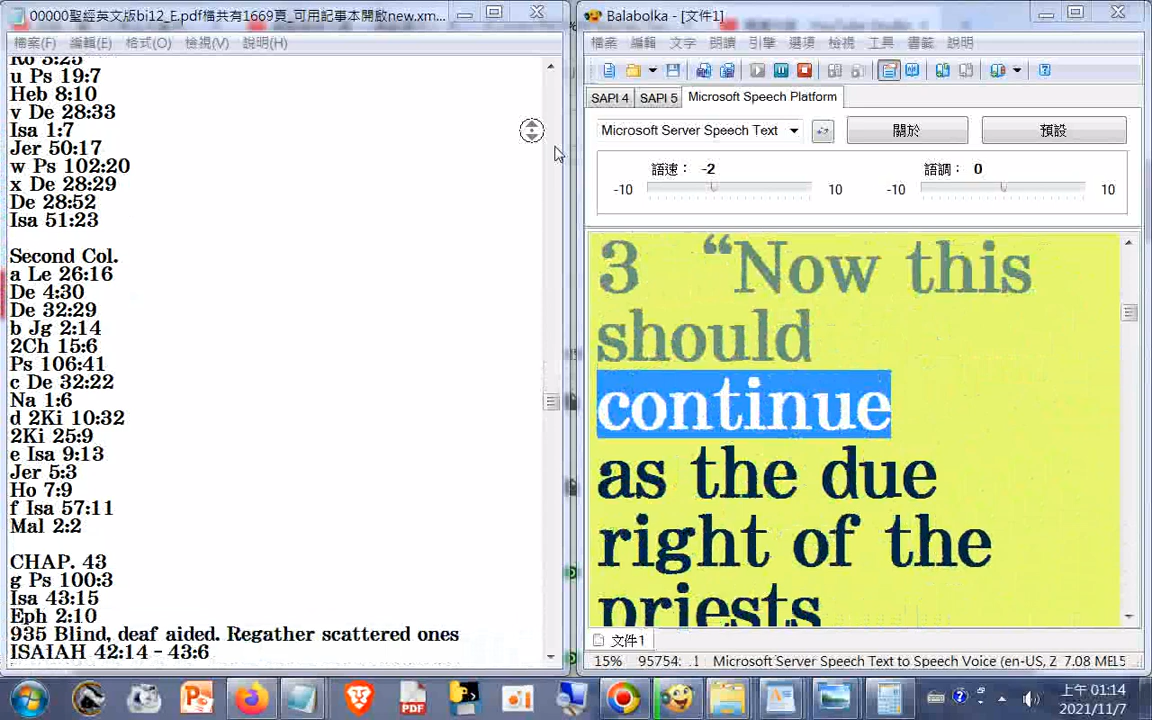 00000聖經英文版bi12_E.pdf檔共有1669頁_可用記事本開啟new.xm...
檔案(F) 編輯(E) 格式(O) 檢視(V) 說明(H)
Ro 3:25
u Ps 19:7
Heb 8:10
v De 28:33
Isa 1:7
Jer 50:17
w Ps 102:20
x De 28:29
De 28:52
Isa 51:23
Second Col.
a Le 26:16
De 4:30
De 32:29
b Jg 2:14
2Ch 15:6
Ps 106:41
c De 32:22
Na 1:6
d 2Ki 10:32
2Ki 25:9
e Isa 9:13
Jer 5:3
Ho 7:9
f Isa 57:11
Mal 2:2
CHAP. 43
g Ps 100:3
Isa 43:15
Eph 2:10
935 Blind, deaf aided. Regather scattered ones
ISAIAH 42:14 – 43:6
Balabolka - [文件1]
檔案 編輯 文字 朗讀 引擎 選項 檢視 工具 書籤 說明
SAPI 4 SAPI 5 Microsoft Speech Platform
Microsoft Server Speech Text 關於 預設
語速： -2 語調： 0
-10 10 -10 10
3 “Now this
should
continue
as the due
right of the
priests
文件1
15% 95754: .1 Microsoft Server Speech Text to Speech Voice (en-US, Z 7.08 МЕ15
PDF
上午 01:14
2021/11/7